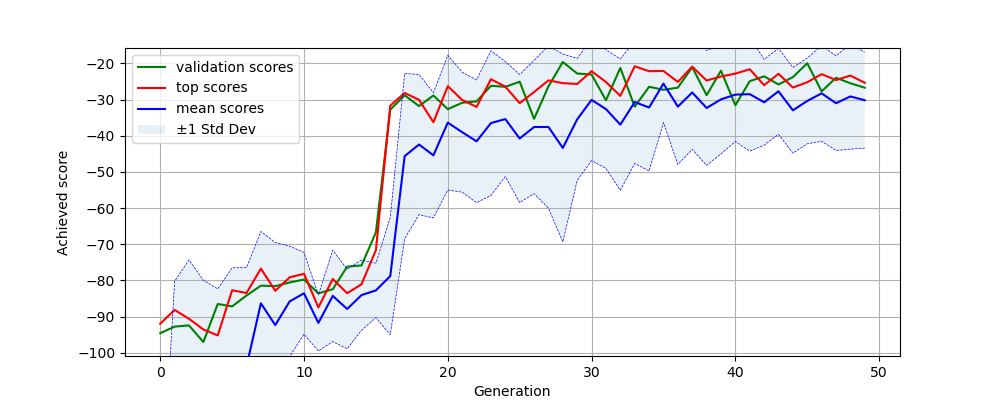 −20
−30
−40
−50
−60
−70
−80
−90
−100
Achieved score
validation scores
top scores
mean scores
±1 Std Dev
0 10 20 30 40 50
Generation